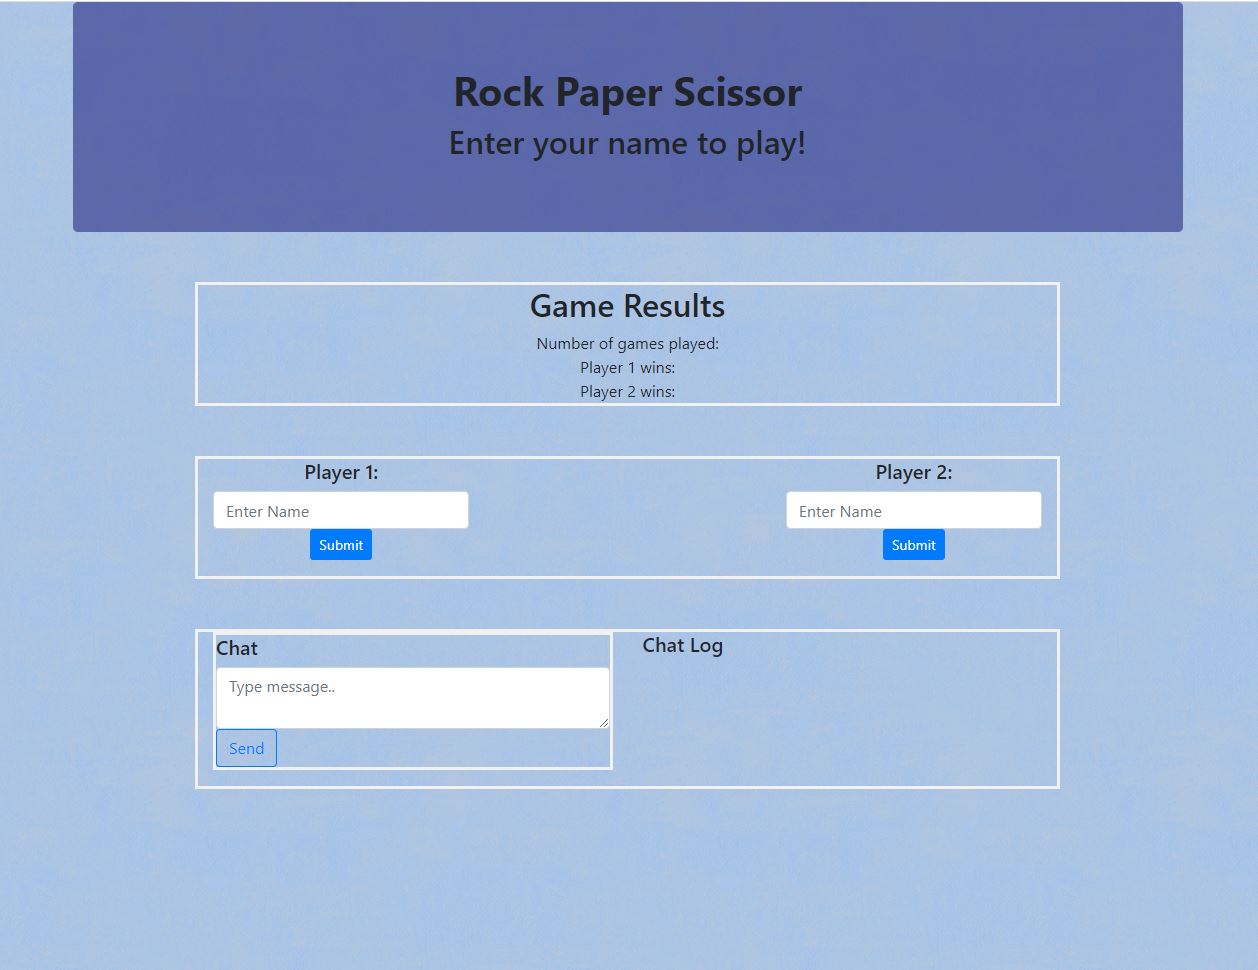 Rock Paper Scissor
Enter your name to play!
Game Results
Number of games played:
Player 1 wins:
Player 2 wins:
Player 1:
Enter Name
Submit
Player 2:
Enter Name
Submit
Chat
Type message..
Send
Chat Log